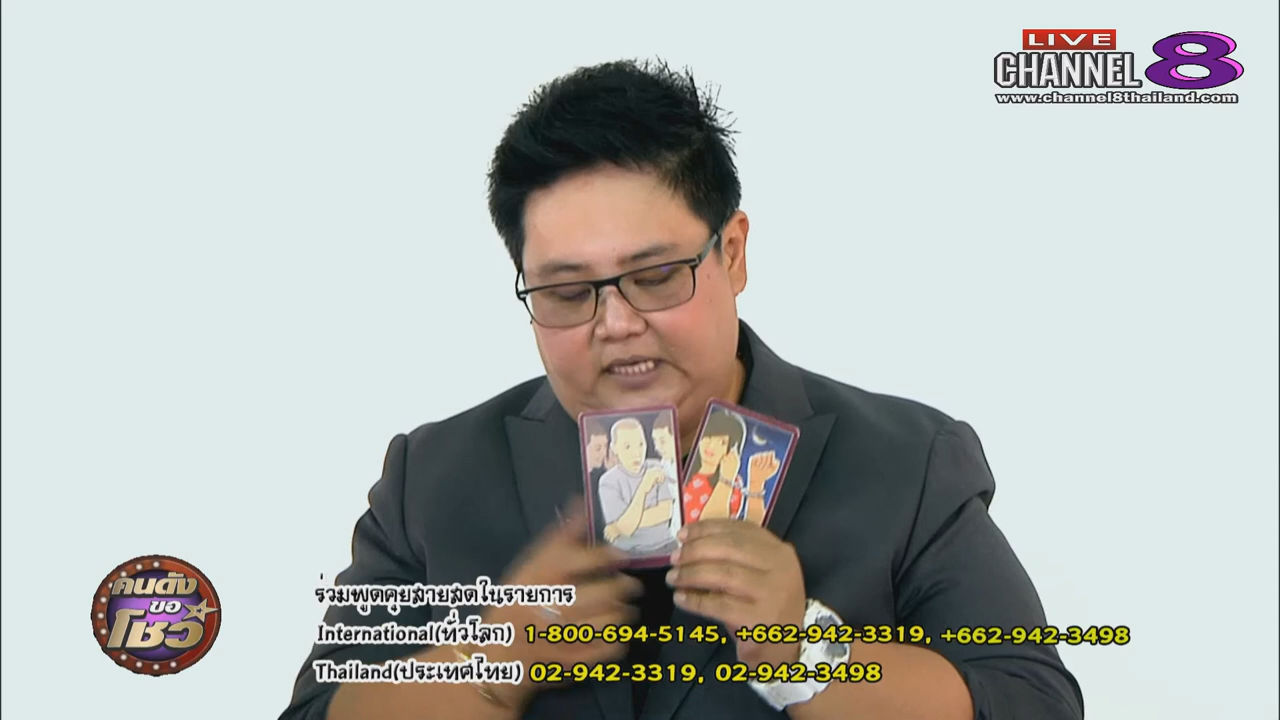 LIVE
CHANNEL 8
www.channel8thailand.com
คนดัง
ขอ
โชว์
ร่วมพูดคุยสายสดในรายการ
International(ทั่วโลก) 1-800-694-5145, +662-942-3319, +662-942-3498
Thailand(ประเทศไทย) 02-942-3319, 02-942-3498